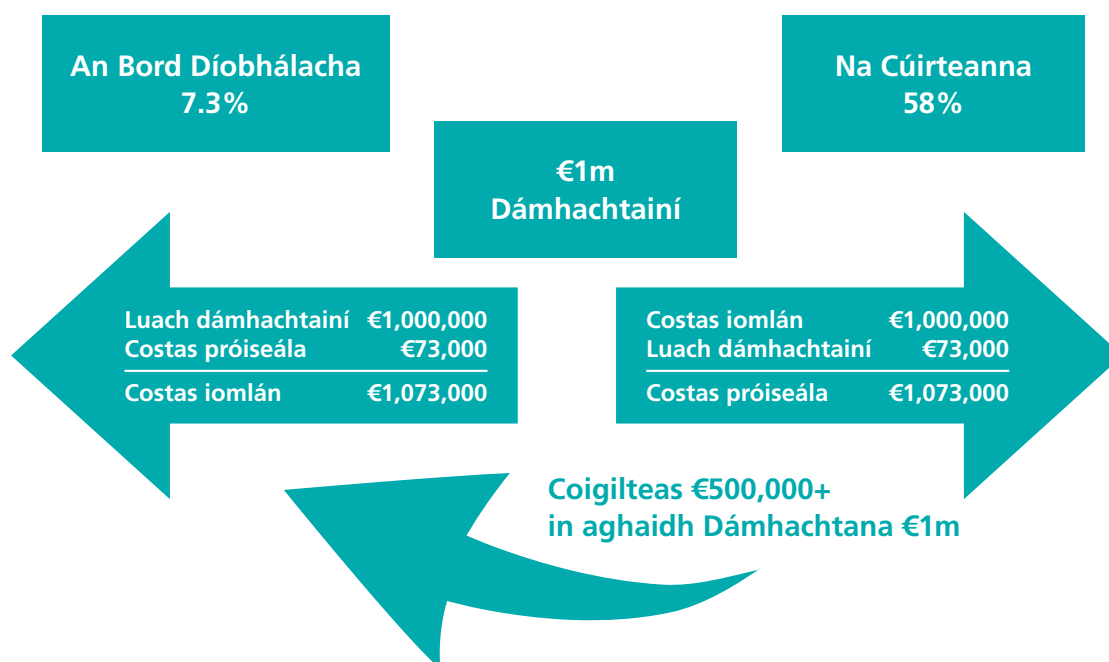 An Bord Díobhálacha
7.3%
Na Cúirteanna
58%
€1m
Dámhachtainí
Luach dámhachtainí €1,000,000
Costas próiseála €73,000
Costas iomlán €1,073,000
Costas iomlán €1,000,000
Luach dámhachtainí €73,000
Costas próiseála €1,073,000
Coigilteas €500,000+
in aghaidh Dámhachtana €1m